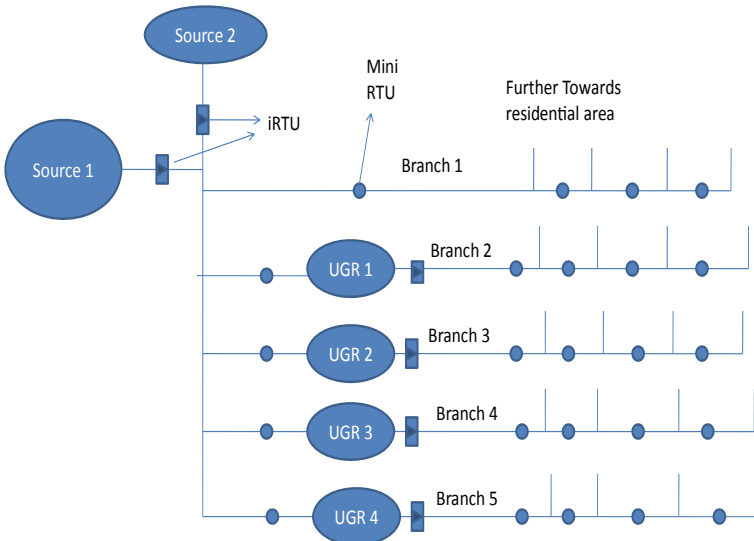 Source 2
Mini
RTU
Further Towards
residential area
iRTU
Source 1
Branch 1
Branch 2
UGR 1
Branch 3
UGR 2
Branch 4
UGR 3
Branch 5
UGR 4